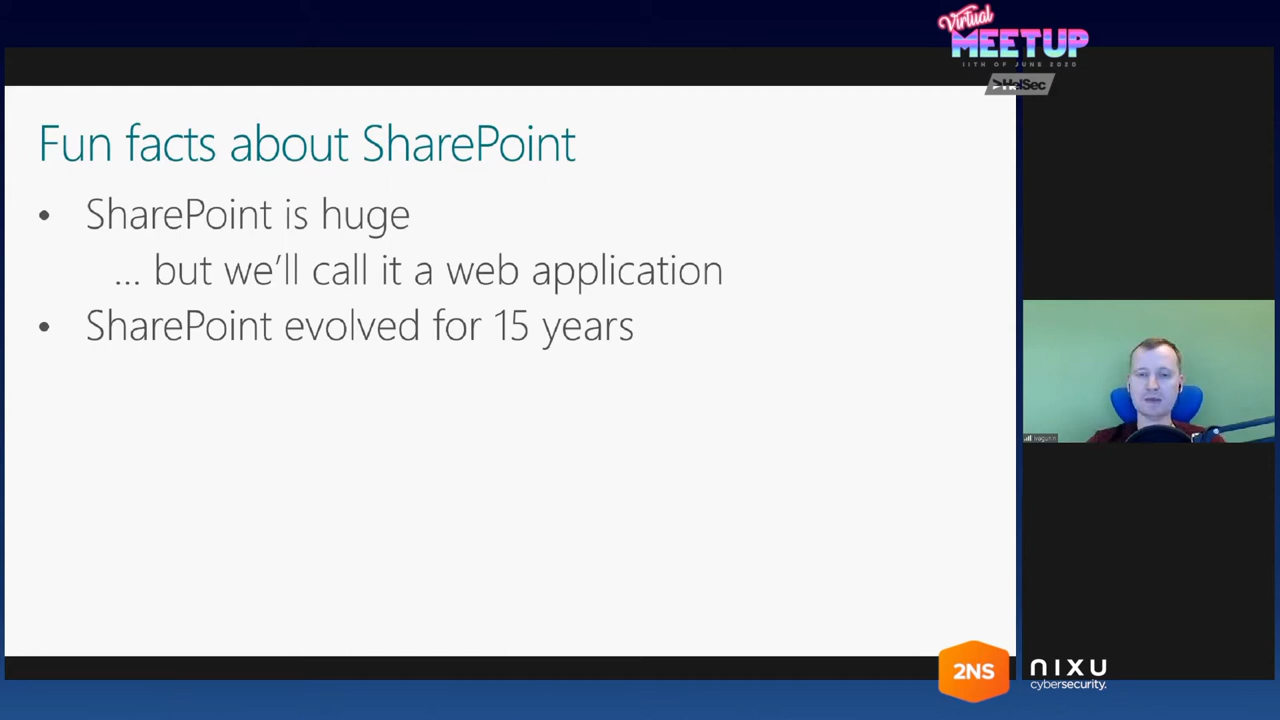 Virtual
MEETUP
11TH OF JUNE 2020
>HelSec
Fun facts about SharePoint
• SharePoint is huge
... but we'll call it a web application
• SharePoint evolved for 15 years
2NS
nixu
cybersecurity.